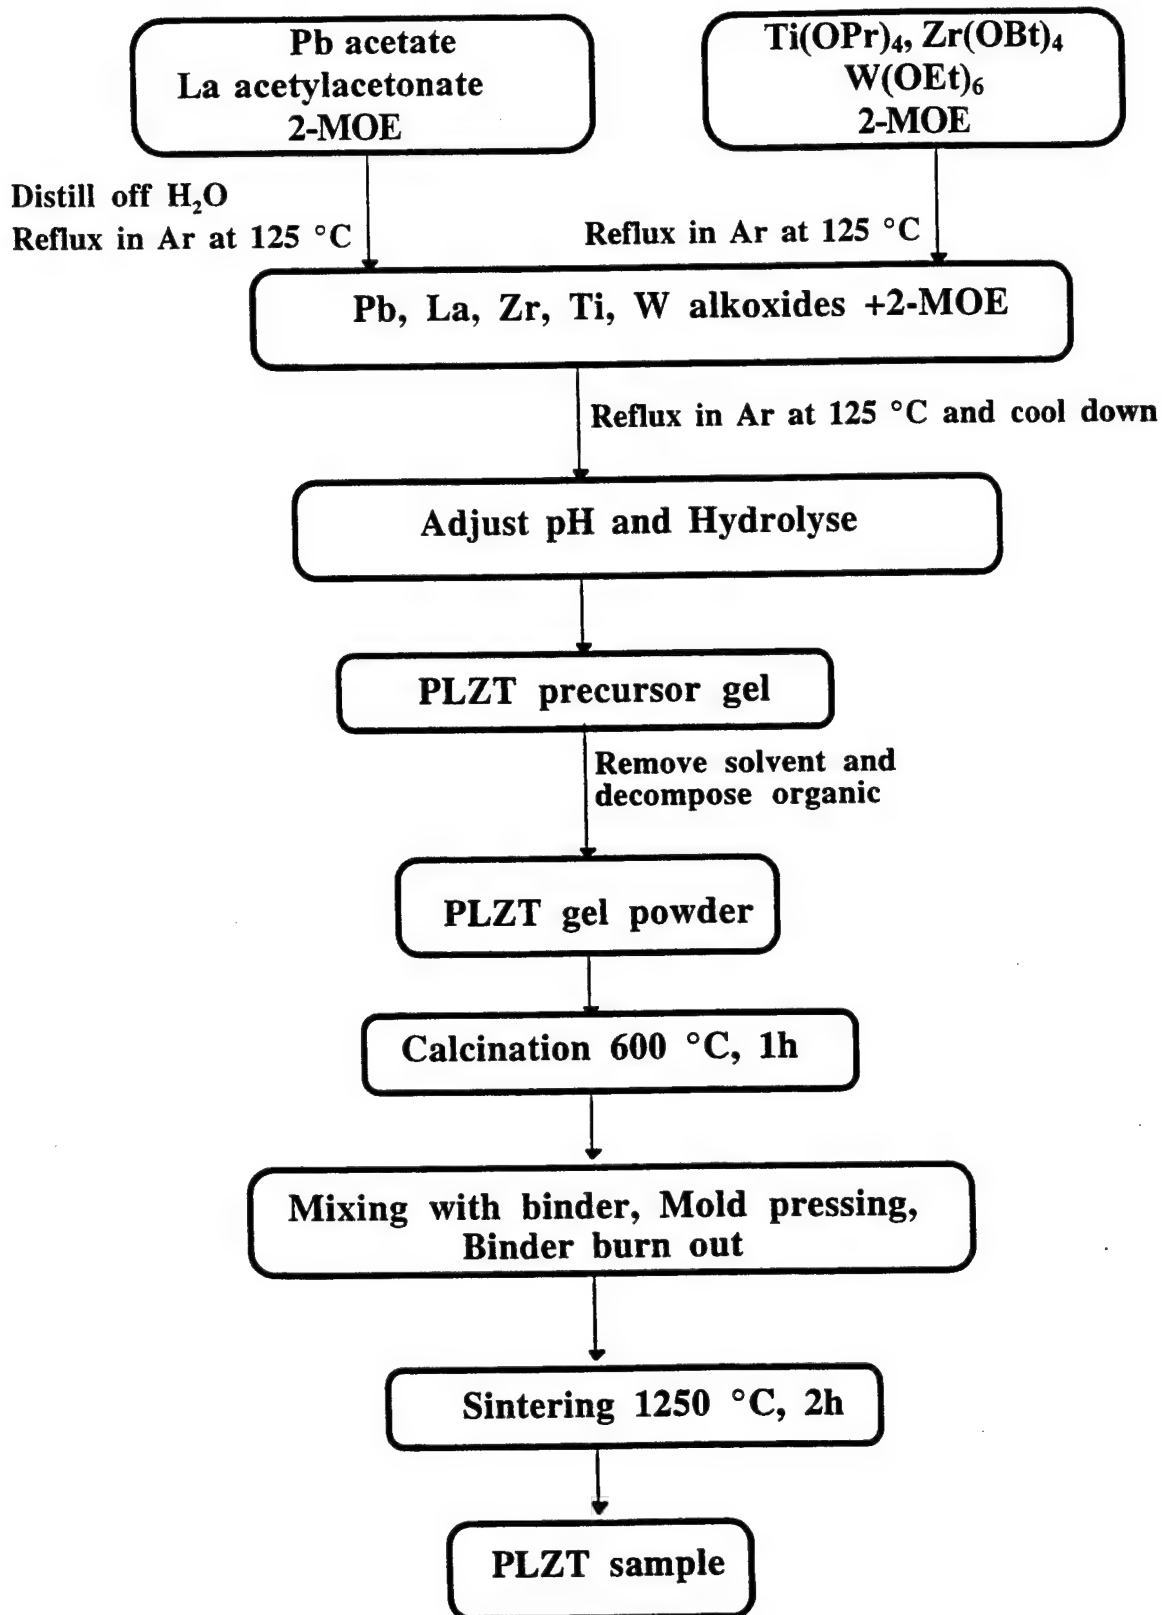 Pb acetate
La acetylacetonate
2-MOE
Ti(OPr)₄, Zr(OBt)₄
W(OEt)₆
2-MOE
Distill off H₂O
Reflux in Ar at 125 °C
Reflux in Ar at 125 °C
Pb, La, Zr, Ti, W alkoxides +2-MOE
Reflux in Ar at 125 °C and cool down
Adjust pH and Hydrolyse
PLZT precursor gel
Remove solvent and
decompose organic
PLZT gel powder
Calcination 600 °C, 1h
Mixing with binder, Mold pressing,
Binder burn out
Sintering 1250 °C, 2h
PLZT sample